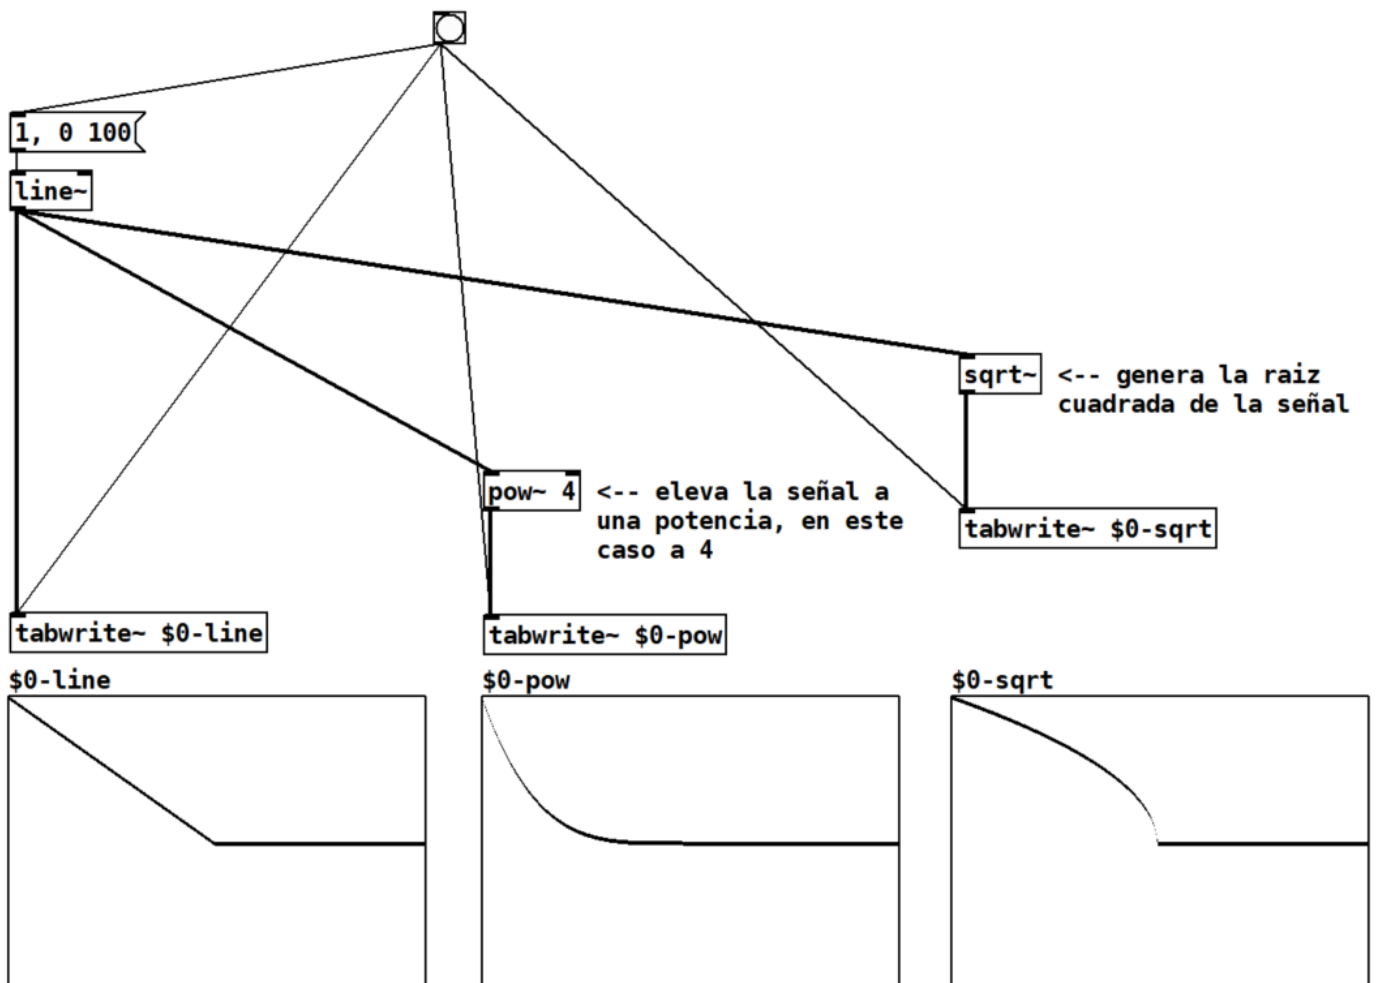 1, 0 100
line~
sqrt~
<-- genera la raiz
cuadrada de la señal
pow~ 4
<-- eleva la señal a
una potencia, en este
caso a 4
tabwrite~ $0-sqrt
tabwrite~ $0-line
tabwrite~ $0-pow
$0-line
$0-pow
$0-sqrt